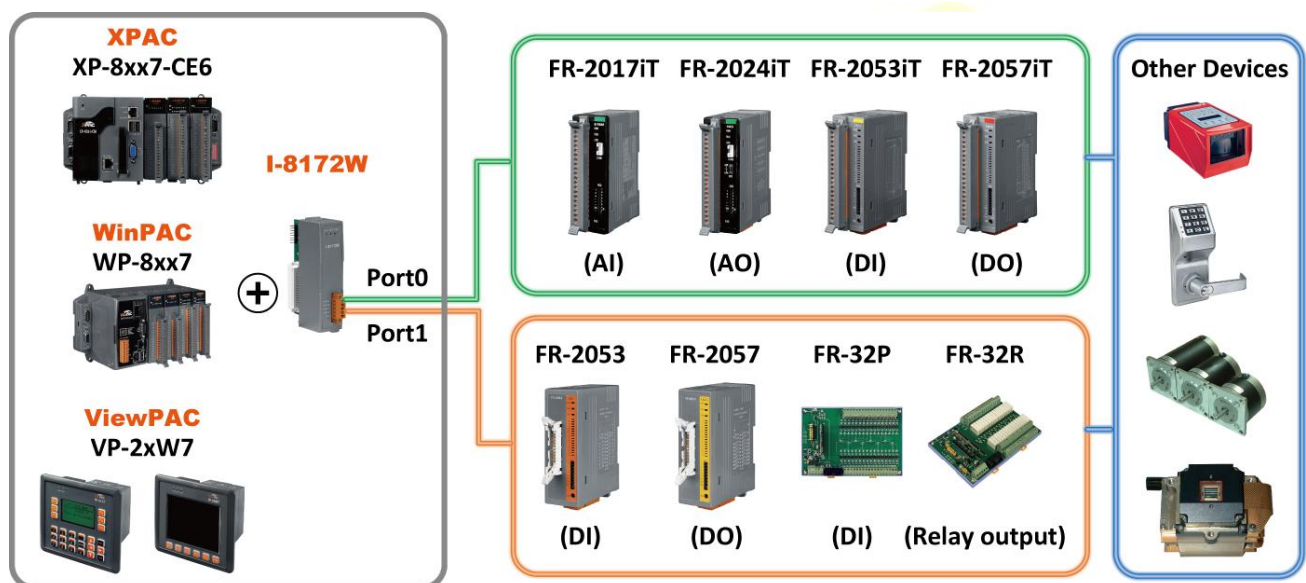 XPAC
XP-8xx7-CE6
I-8172W
WinPAC
WP-8xx7
ViewPAC
VP-2xW7
Port0
Port1
FR-2017iT FR-2024iT FR-2053iT FR-2057iT
(AI) (AO) (DI) (DO)
FR-2053 FR-2057 FR-32P FR-32R
(DI) (DO) (DI) (Relay output)
Other Devices